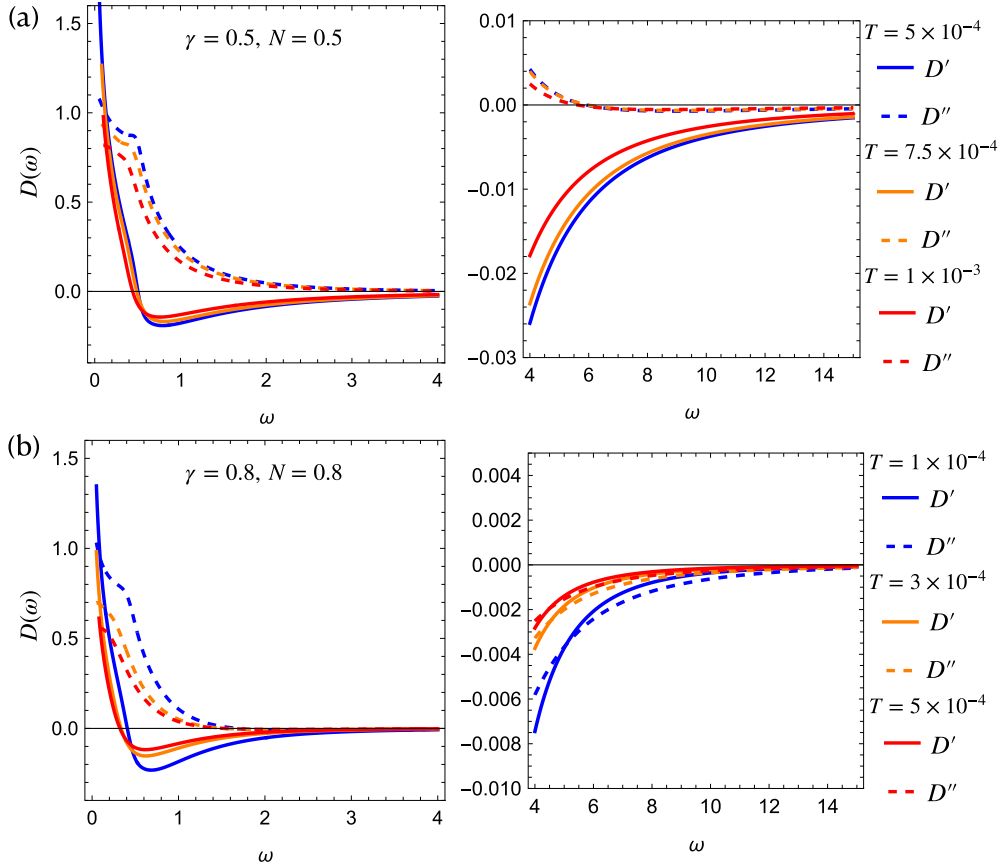 (a)
γ = 0.5, N = 0.5
D(ω)
1.5
1.0
0.5
0.0
0 1 2 3 4
ω
0.005
0.000
−0.01
−0.02
−0.03
4 6 8 10 12 14
ω
T = 5 × 10⁻⁴
D′
D″
T = 7.5 × 10⁻⁴
D′
D″
T = 1 × 10⁻³
D′
D″
(b)
γ = 0.8, N = 0.8
D(ω)
1.5
1.0
0.5
0.0
0 1 2 3 4
ω
0.004
0.002
0.000
−0.002
−0.004
−0.006
−0.008
−0.010
4 6 8 10 12 14
ω
T = 1 × 10⁻⁴
D′
D″
T = 3 × 10⁻⁴
D′
D″
T = 5 × 10⁻⁴
D′
D″